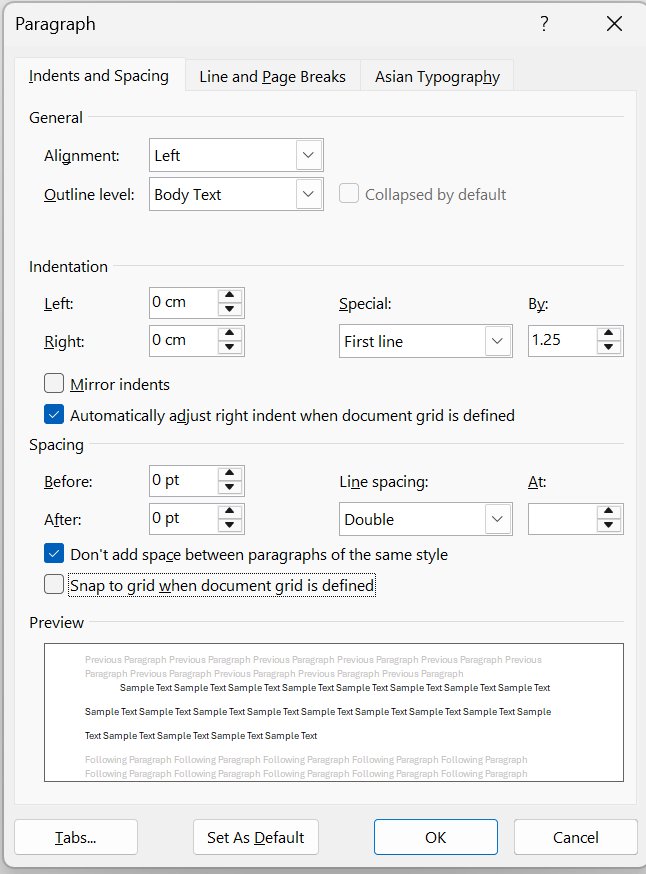 Paragraph ?
Indents and Spacing Line and Page Breaks Asian Typography
General
Alignment: Left
Outline level: Body Text Collapsed by default
Indentation
Left: 0 cm Special: By:
Right: 0 cm First line 1.25
Mirror indents
Automatically adjust right indent when document grid is defined
Spacing
Before: 0 pt Line spacing: At:
After: 0 pt Double
Don't add space between paragraphs of the same style
Snap to grid when document grid is defined
Preview
Previous Paragraph Previous Paragraph Previous Paragraph Previous Paragraph Previous Paragraph Previous
Paragraph Previous Paragraph Previous Paragraph Previous Paragraph Previous Paragraph
Sample Text Sample Text Sample Text Sample Text Sample Text Sample Text Sample Text Sample Text
Sample Text Sample Text Sample Text Sample Text Sample Text Sample Text Sample Text Sample Text
Text Sample Text Sample Text Sample Text Sample Text
Following Paragraph Following Paragraph Following Paragraph Following Paragraph Following Paragraph
Following Paragraph Following Paragraph Following Paragraph Following Paragraph Following Paragraph
Tabs... Set As Default OK Cancel